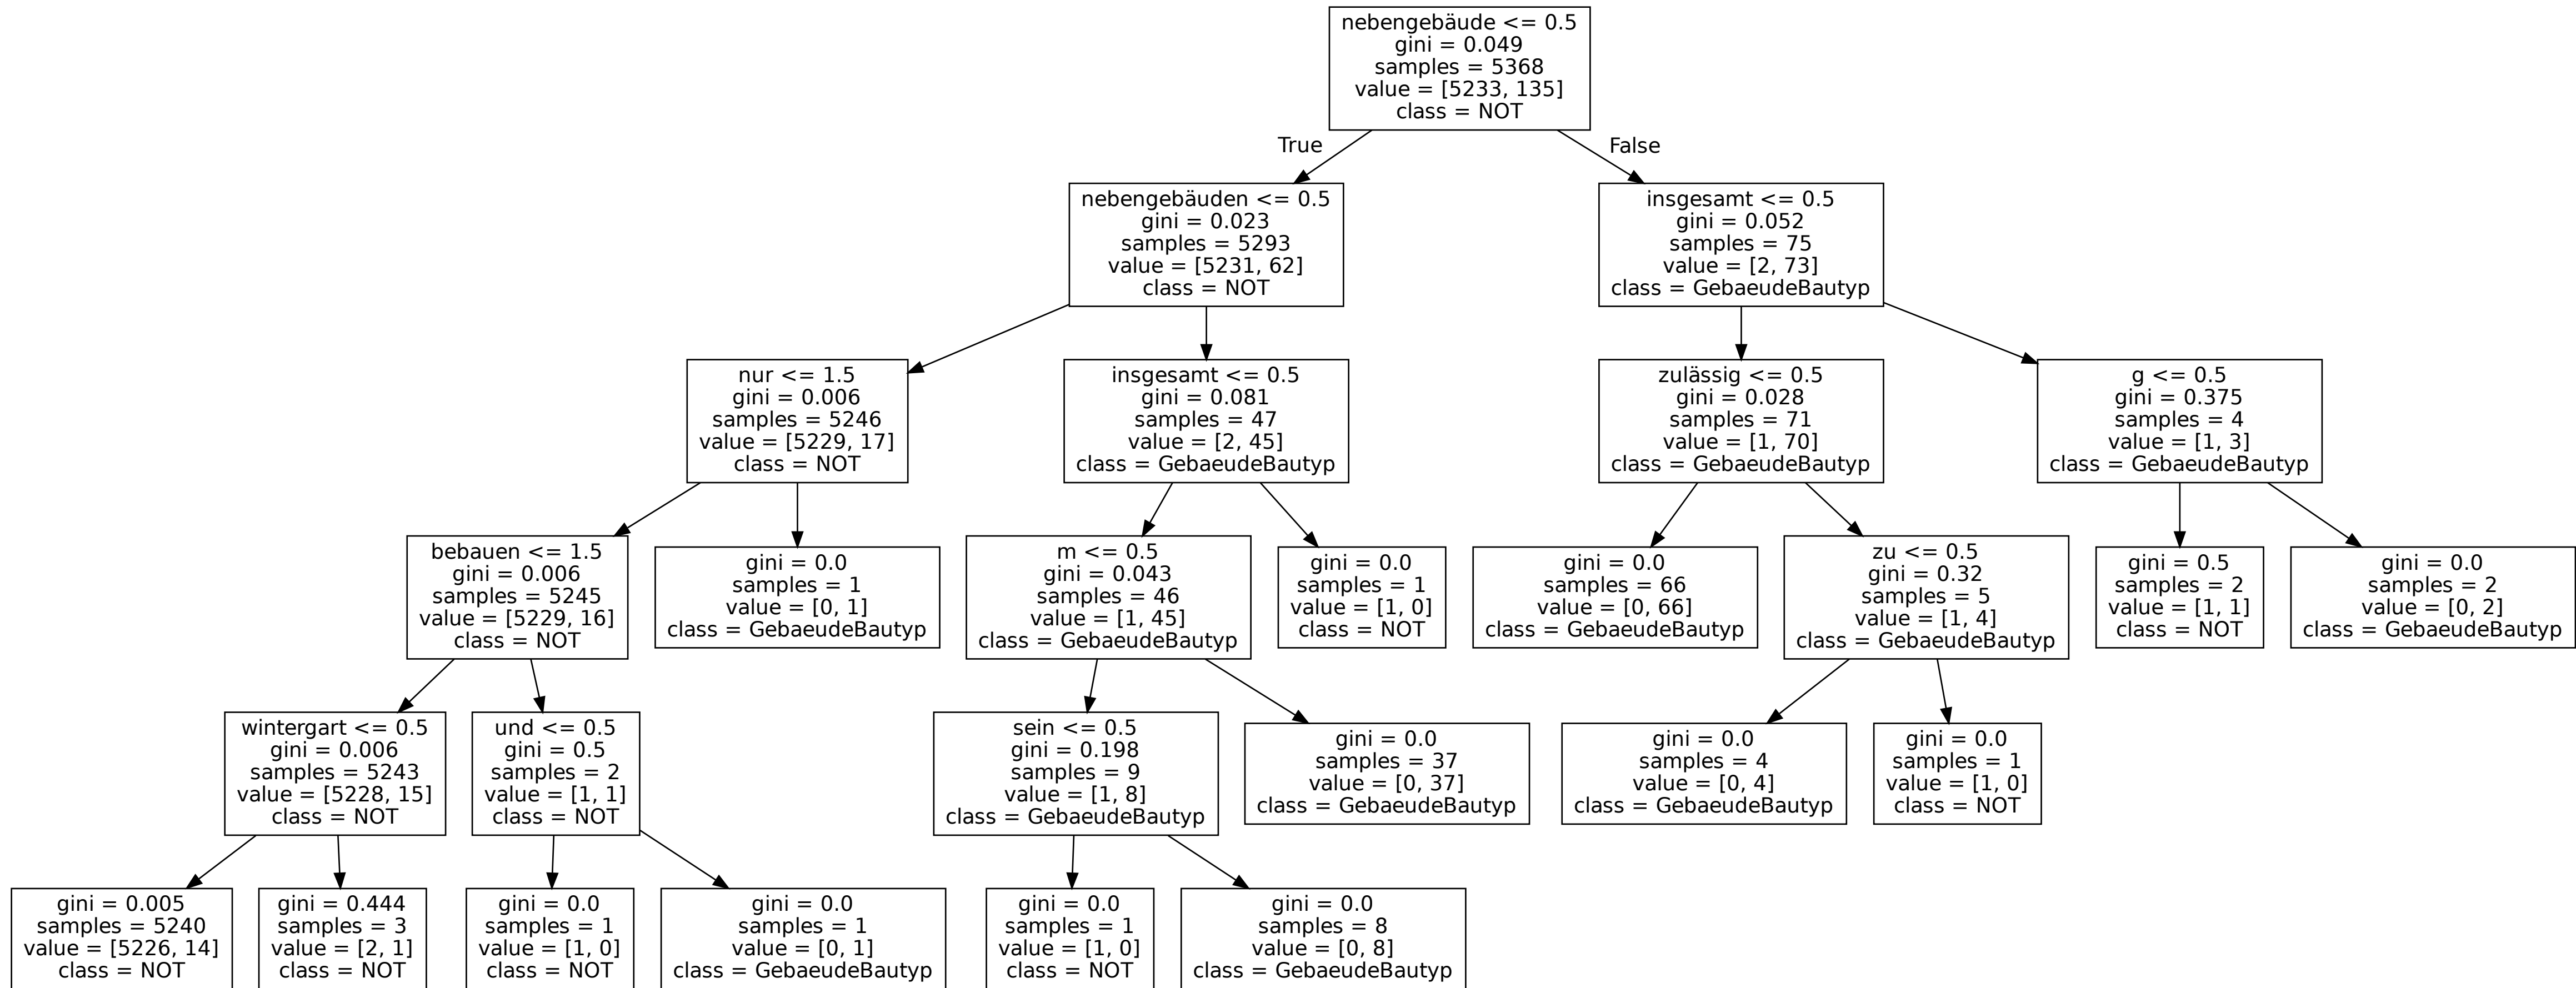 nebengebäude <= 0.5
gini = 0.049
samples = 5368
value = [5233, 135]
class = NOT
True
False
nebengebäuden <= 0.5
gini = 0.023
samples = 5293
value = [5231, 62]
class = NOT
insgesamt <= 0.5
gini = 0.052
samples = 75
value = [2, 73]
class = GebaeudeBautyp
nur <= 1.5
gini = 0.006
samples = 5246
value = [5229, 17]
class = NOT
insgesamt <= 0.5
gini = 0.081
samples = 47
value = [2, 45]
class = GebaeudeBautyp
zulässig <= 0.5
gini = 0.028
samples = 71
value = [1, 70]
class = GebaeudeBautyp
g <= 0.5
gini = 0.375
samples = 4
value = [1, 3]
class = GebaeudeBautyp
bebauen <= 1.5
gini = 0.006
samples = 5245
value = [5229, 16]
class = NOT
gini = 0.0
samples = 1
value = [0, 1]
class = GebaeudeBautyp
m <= 0.5
gini = 0.043
samples = 46
value = [1, 45]
class = GebaeudeBautyp
gini = 0.0
samples = 1
value = [1, 0]
class = NOT
gini = 0.0
samples = 66
value = [0, 66]
class = GebaeudeBautyp
zu <= 0.5
gini = 0.32
samples = 5
value = [1, 4]
class = GebaeudeBautyp
gini = 0.5
samples = 2
value = [1, 1]
class = NOT
gini = 0.0
samples = 2
value = [0, 2]
class = GebaeudeBautyp
wintergart <= 0.5
gini = 0.006
samples = 5243
value = [5228, 15]
class = NOT
und <= 0.5
gini = 0.5
samples = 2
value = [1, 1]
class = NOT
sein <= 0.5
gini = 0.198
samples = 9
value = [1, 8]
class = GebaeudeBautyp
gini = 0.0
samples = 37
value = [0, 37]
class = GebaeudeBautyp
gini = 0.0
samples = 4
value = [0, 4]
class = GebaeudeBautyp
gini = 0.0
samples = 1
value = [1, 0]
class = NOT
gini = 0.005
samples = 5240
value = [5226, 14]
class = NOT
gini = 0.444
samples = 3
value = [2, 1]
class = NOT
gini = 0.0
samples = 1
value = [1, 0]
class = NOT
gini = 0.0
samples = 1
value = [0, 1]
class = GebaeudeBautyp
gini = 0.0
samples = 1
value = [1, 0]
class = NOT
gini = 0.0
samples = 8
value = [0, 8]
class = GebaeudeBautyp